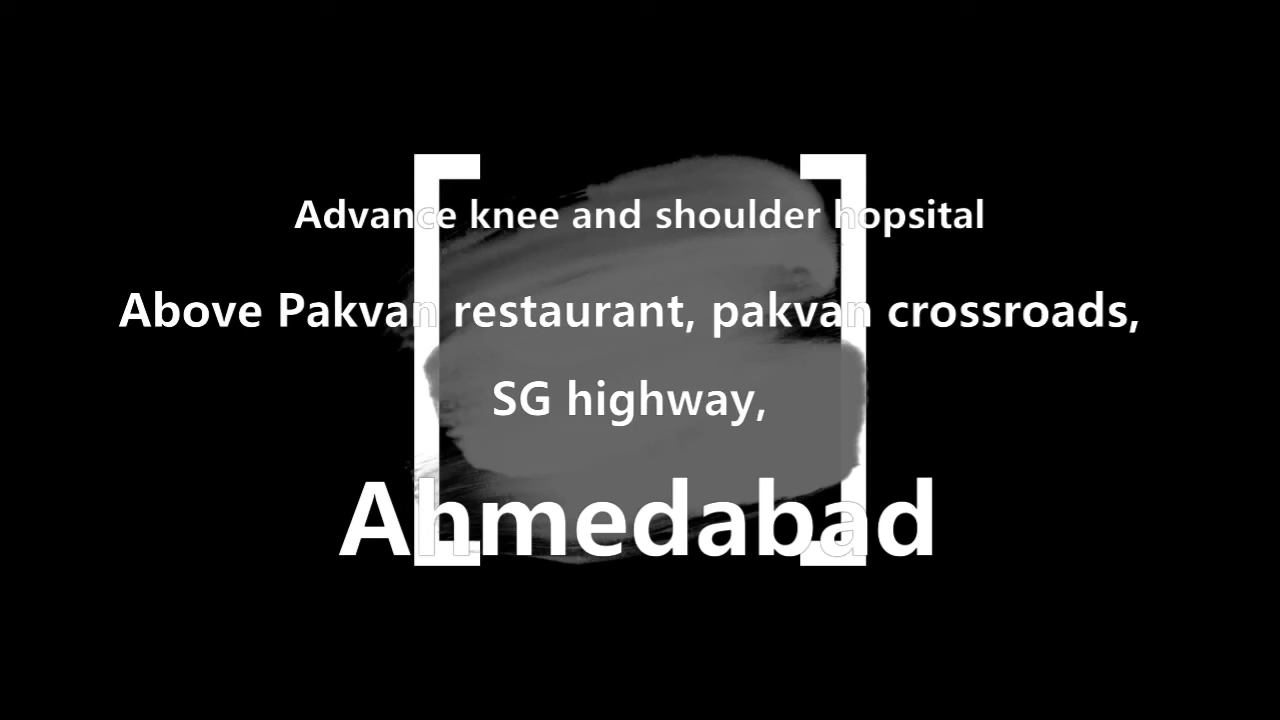 Advance knee and shoulder hopsital
Above Pakvan restaurant, pakvan crossroads,
SG highway,
Ahmedabad